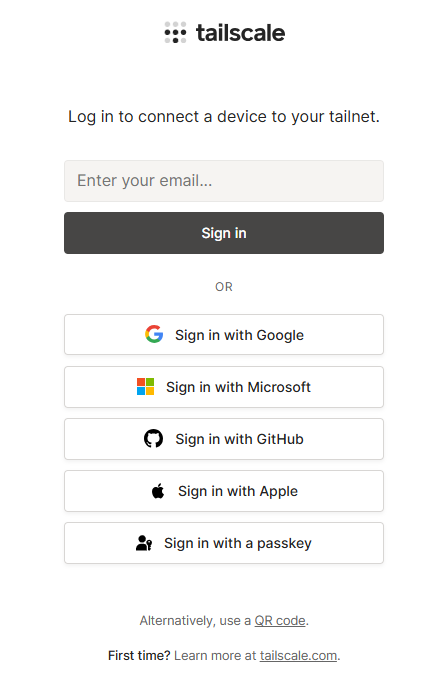 tailscale
Log in to connect a device to your tailnet.
Enter your email...
Sign in
OR
Sign in with Google
Sign in with Microsoft
Sign in with GitHub
Sign in with Apple
Sign in with a passkey
Alternatively, use a QR code.
First time? Learn more at tailscale.com.